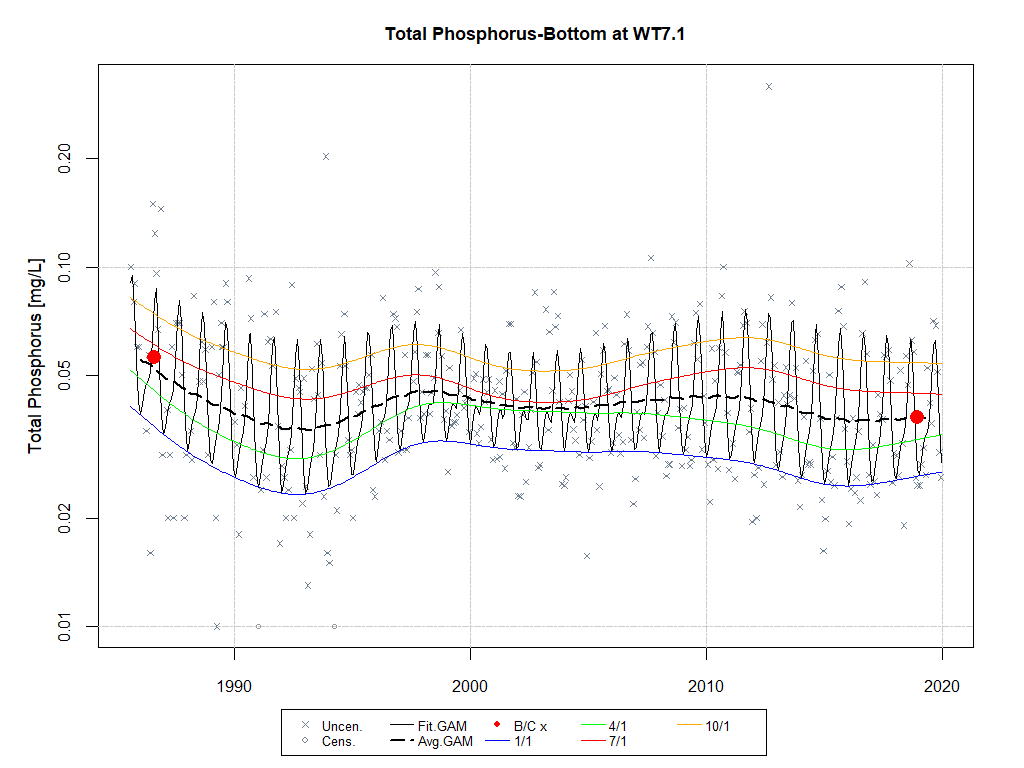 Total Phosphorus-Bottom at WT7.1
Total Phosphorus [mg/L]
0.20
0.10
0.05
0.02
0.01
1990 2000 2010 2020
Uncen. Fit.GAM B/C x 4/1 10/1
Cens. Avg.GAM 1/1 7/1